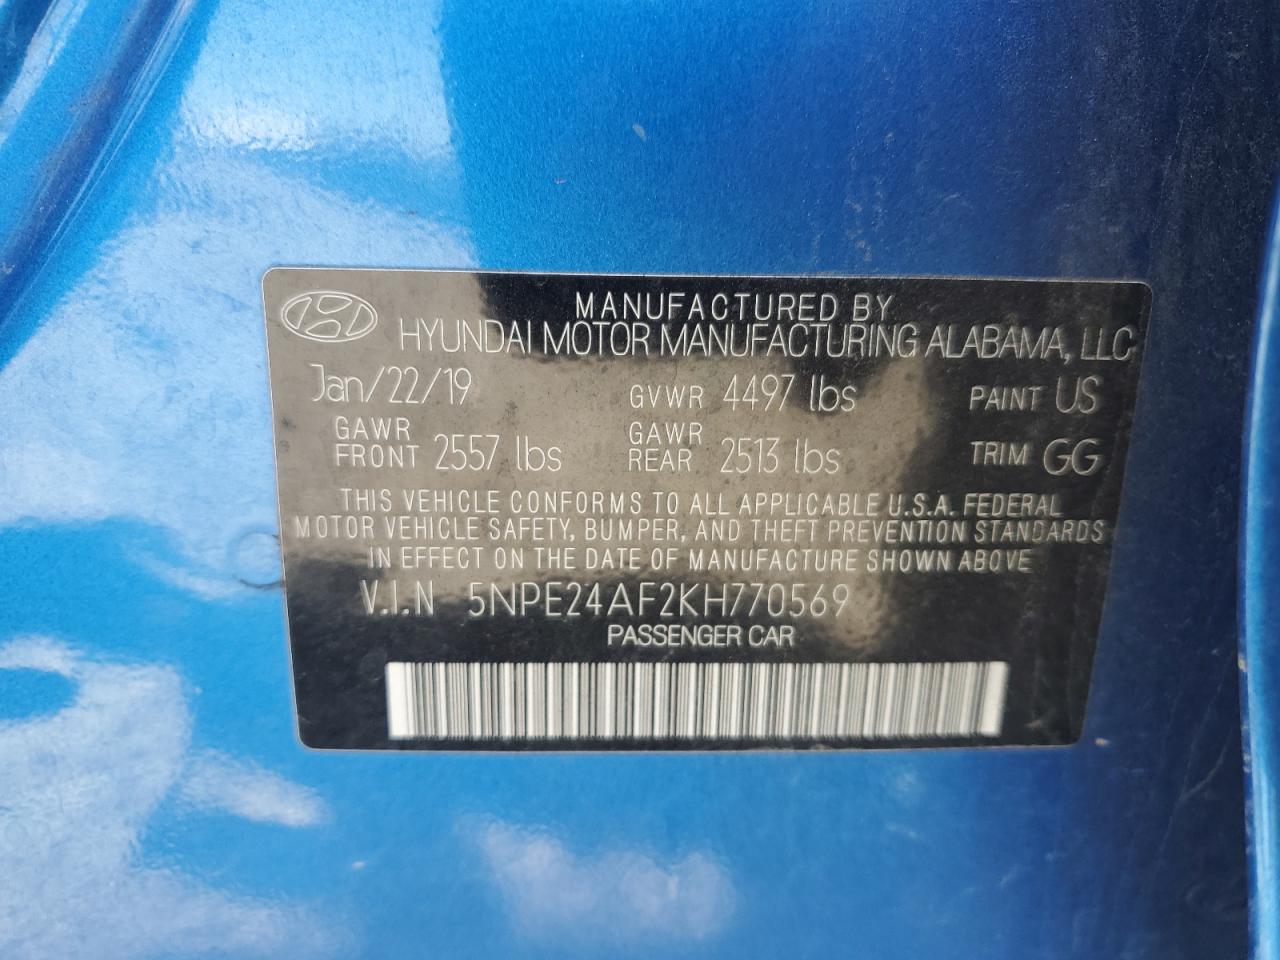 MANUFACTURED BY
HYUNDAI MOTOR MANUFACTURING ALABAMA, LLC
Jan/22/19 GVWR 4497 lbs PAINT US
GAWR FRONT 2557 lbs GAWR REAR 2513 lbs TRIM GG
THIS VEHICLE CONFORMS TO ALL APPLICABLE U.S.A. FEDERAL
MOTOR VEHICLE SAFETY, BUMPER, AND THEFT PREVENTION STANDARDS
IN EFFECT ON THE DATE OF MANUFACTURE SHOWN ABOVE
V.I.N 5NPE24AF2KH770569
PASSENGER CAR